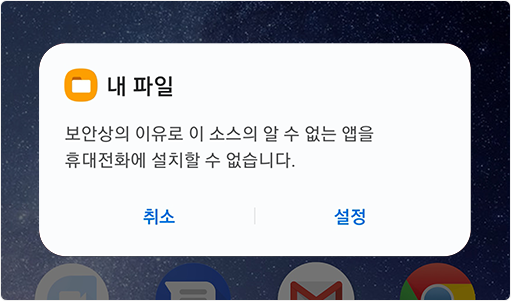 내 파일
보안상의 이유로 이 소스의 알 수 없는 앱을
휴대전화에 설치할 수 없습니다.
취소
설정